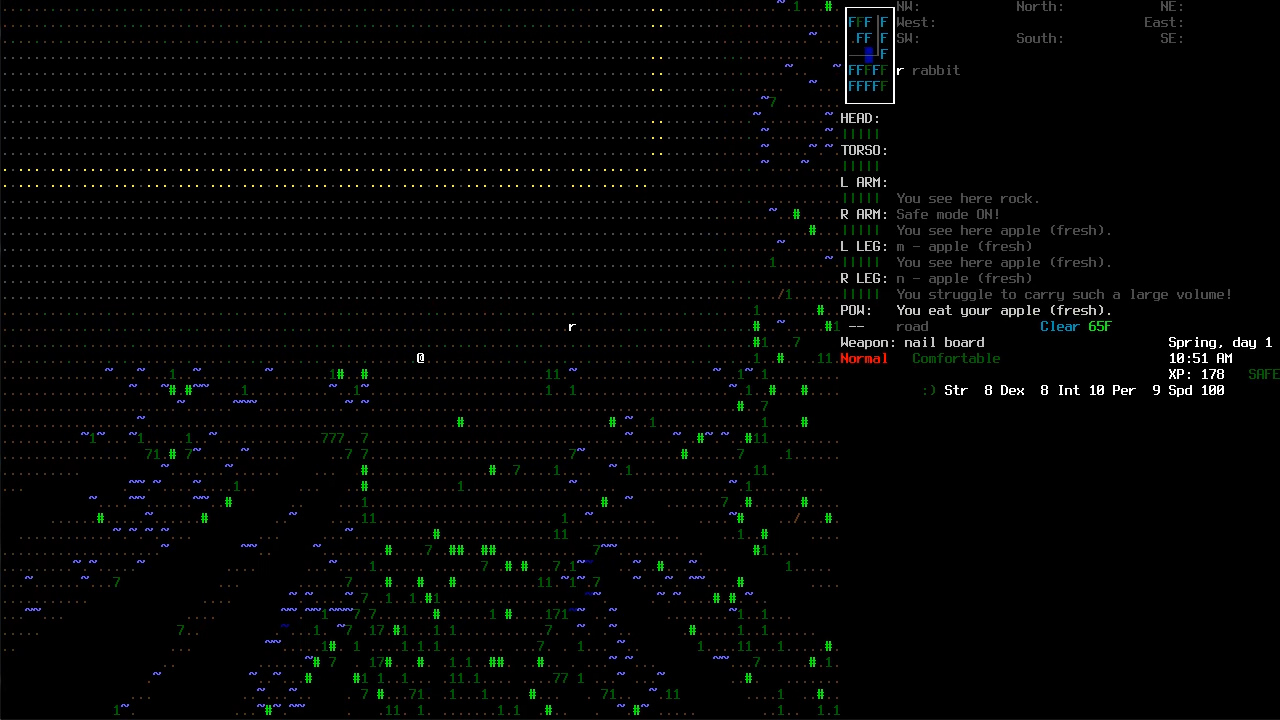 NW: North: NE:
West: East:
SW: South: SE:
r rabbit
HEAD:
TORSO:
L ARM:
You see here rock.
R ARM: Safe mode ON!
You see here apple (fresh).
L LEG: m - apple (fresh)
You see here apple (fresh).
R LEG: n - apple (fresh)
You struggle to carry such a large volume!
POW: You eat your apple (fresh).
-- road Clear 65F
Weapon: nail board Spring, day 1
Normal Comfortable 10:51 AM
XP: 178 SAFE
:) Str 8 Dex 8 Int 10 Per 9 Spd 100